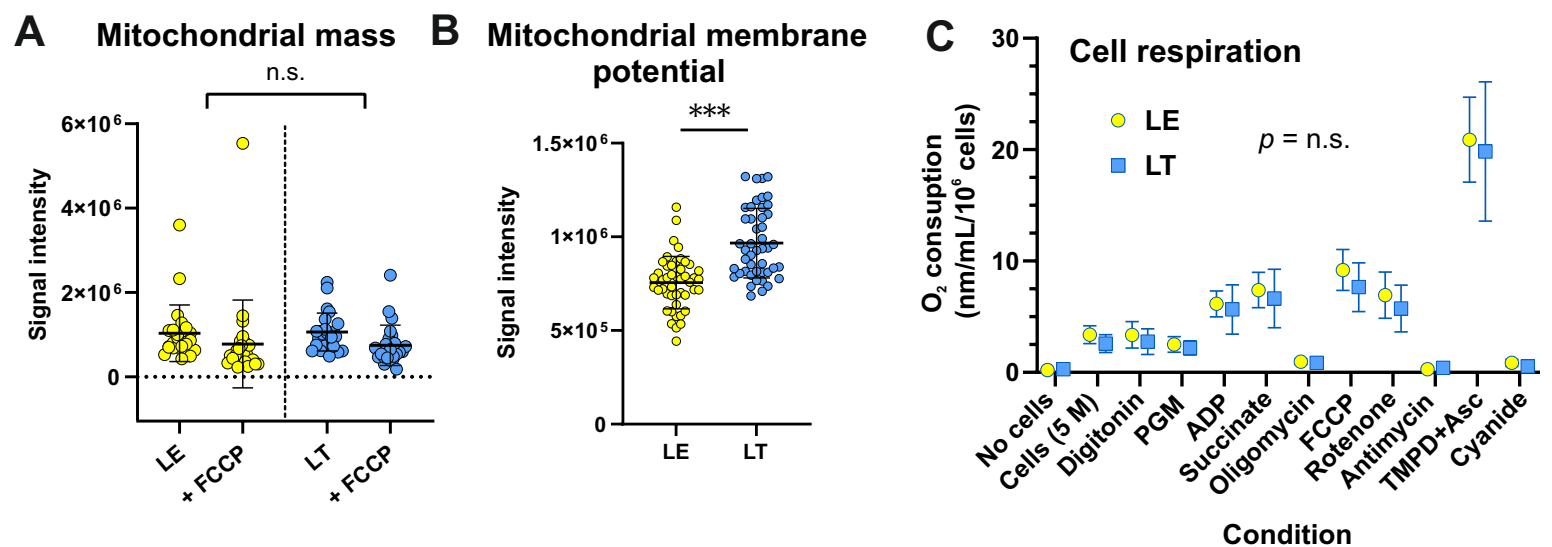 A
Mitochondrial mass
n.s.
Signal intensity
6×10⁶
4×10⁶
2×10⁶
0
LE
+ FCCP
LT
+ FCCP
B
Mitochondrial membrane
potential
***
Signal intensity
1.5×10⁶
1×10⁶
5×10⁵
0
LE
LT
C
Cell respiration
LE
LT
p = n.s.
O₂ consuption
(nm/mL/10⁶ cells)
30
20
10
0
No cells
Cells (5 M)
Digitonin
PGM
ADP
Succinate
Oligomycin
FCCP
Rotenone
Antimycin
TMPD+Asc
Cyanide
Condition